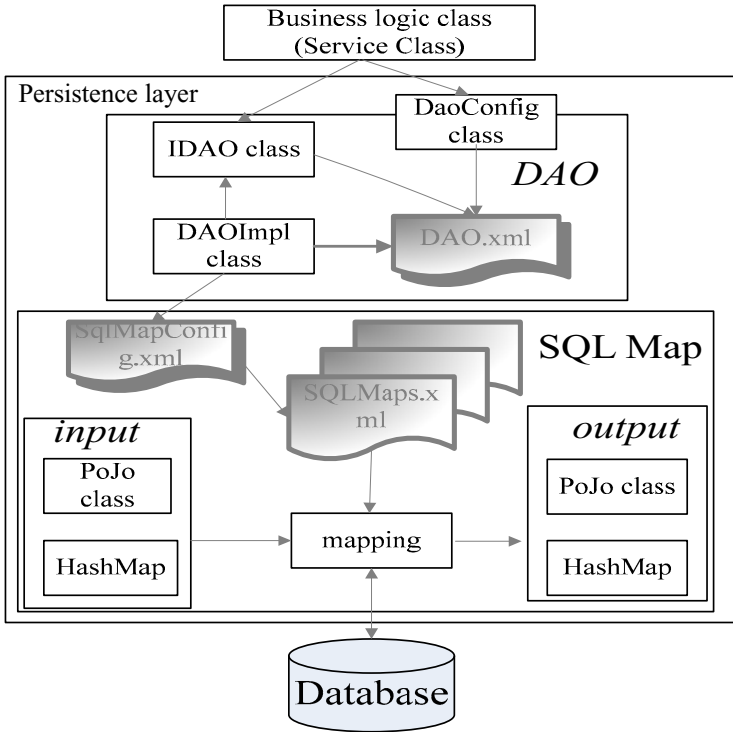 Business logic class
(Service Class)
Persistence layer
DaoConfig
class
IDAO class
DAO
DAOImpl
class
DAO.xml
SqlMapConfi
g.xml
SQL Map
SQLMaps.x
ml
input
output
PoJo
class
PoJo class
mapping
HashMap
HashMap
Database